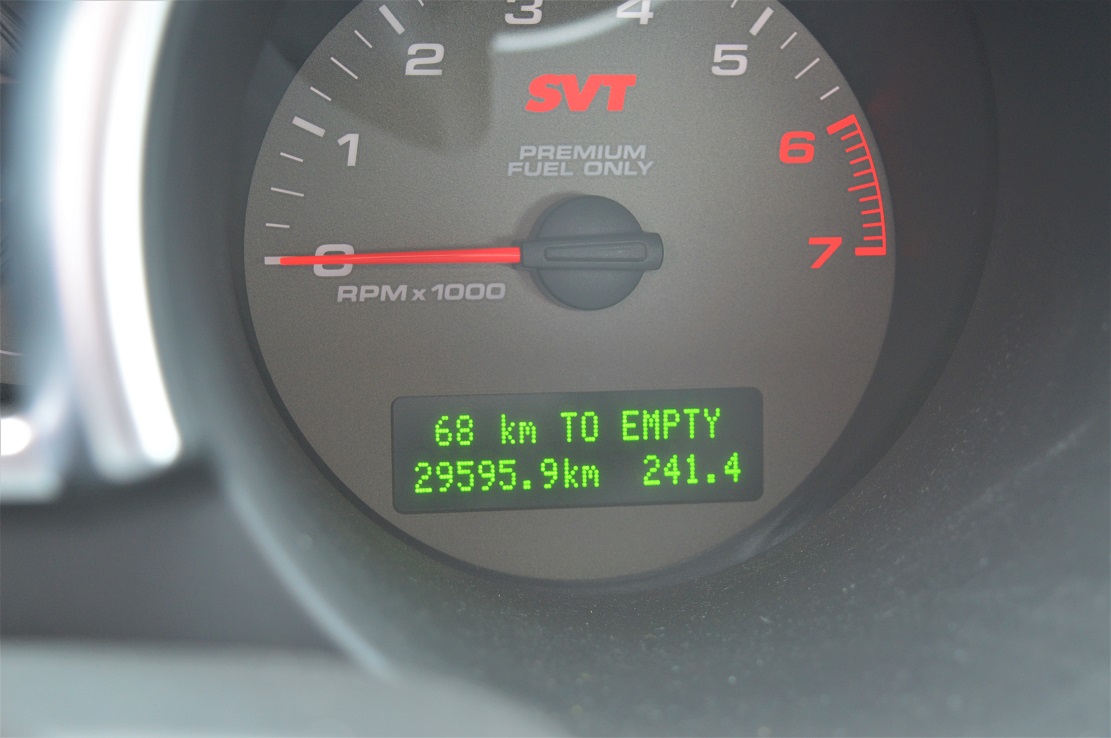 3 4
2 5
SVT
1 PREMIUM 6
FUEL ONLY
0 7
RPM x 1000
68 km TO EMPTY
29595.9km 241.4